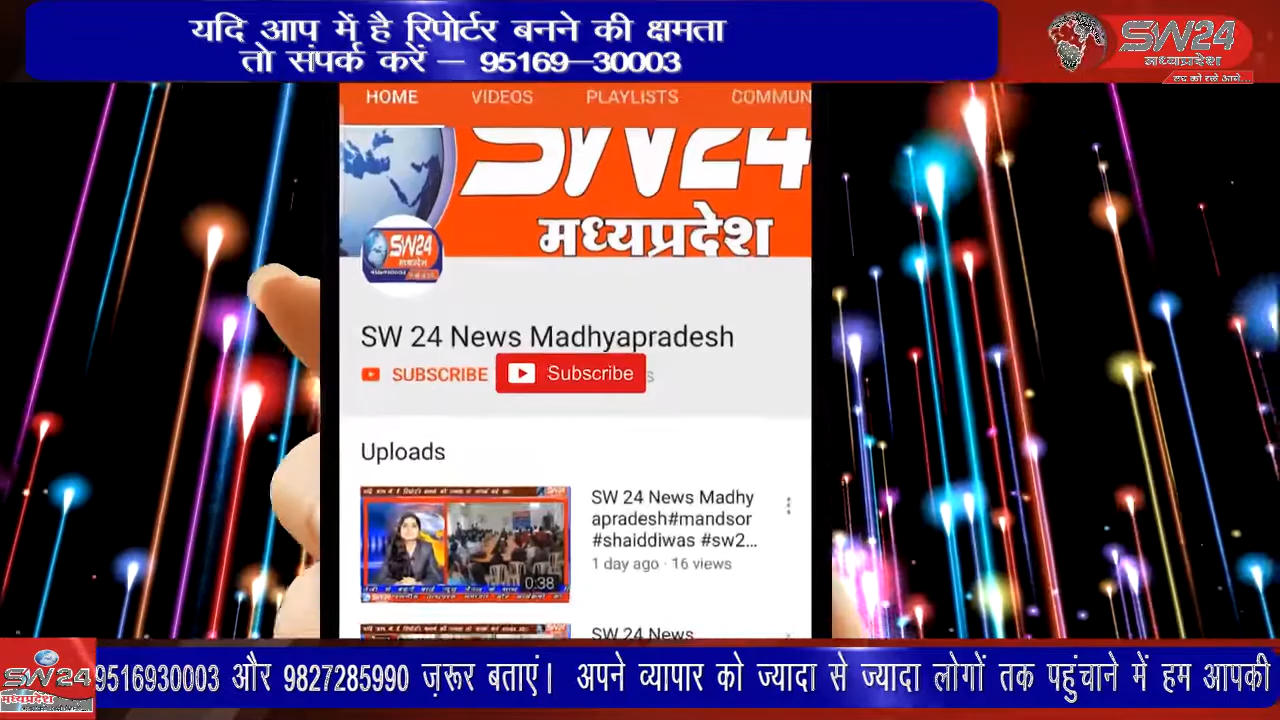 यदि आप में है रिपोर्टर बनने की क्षमता
तो संपर्क करें – 95169–30003
SW24
मध्यप्रदेश
HOME VIDEOS PLAYLISTS COMMUN
SW24
मध्यप्रदेश
SW24
SW 24 News Madhyapradesh
SUBSCRIBE
Subscribe
Uploads
SW 24 News Madhy
apradesh#mandsor
#shaiddiwas #sw2...
1 day ago · 16 views
0:38
SW 24 News
SW24
मध्यप्रदेश
9516930003 और 9827285990 ज़रूर बताएं। अपने व्यापार को ज्यादा से ज्यादा लोगों तक पहुंचाने में हम आपकी